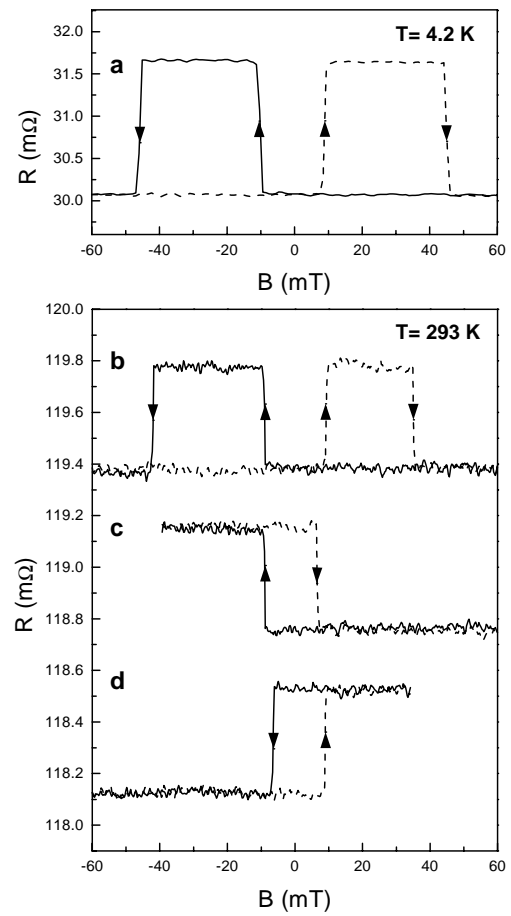 T= 4.2 K
a
32.0
31.5
31.0
30.5
30.0
R (mΩ)
-60 -40 -20 0 20 40 60
B (mT)
T= 293 K
b
c
d
120.0
119.8
119.6
119.4
119.2
119.0
118.8
118.6
118.4
118.2
118.0
R (mΩ)
-60 -40 -20 0 20 40 60
B (mT)